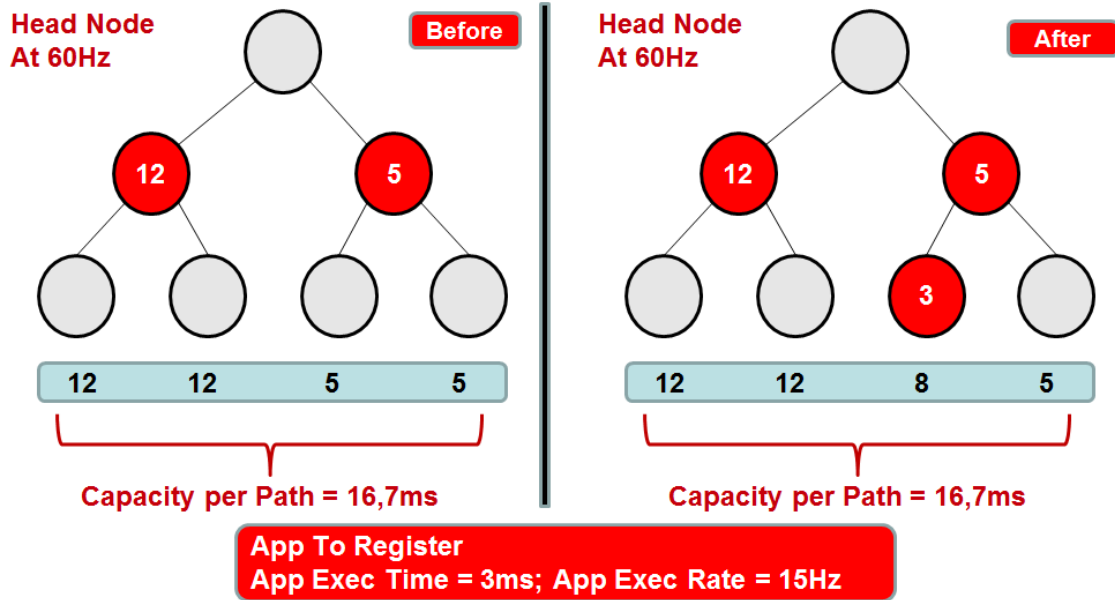 Head Node
At 60Hz
Before
12
5
12 12 5 5
Capacity per Path = 16,7ms
Head Node
At 60Hz
After
12
5
3
12 12 8 5
Capacity per Path = 16,7ms
App To Register
App Exec Time = 3ms; App Exec Rate = 15Hz